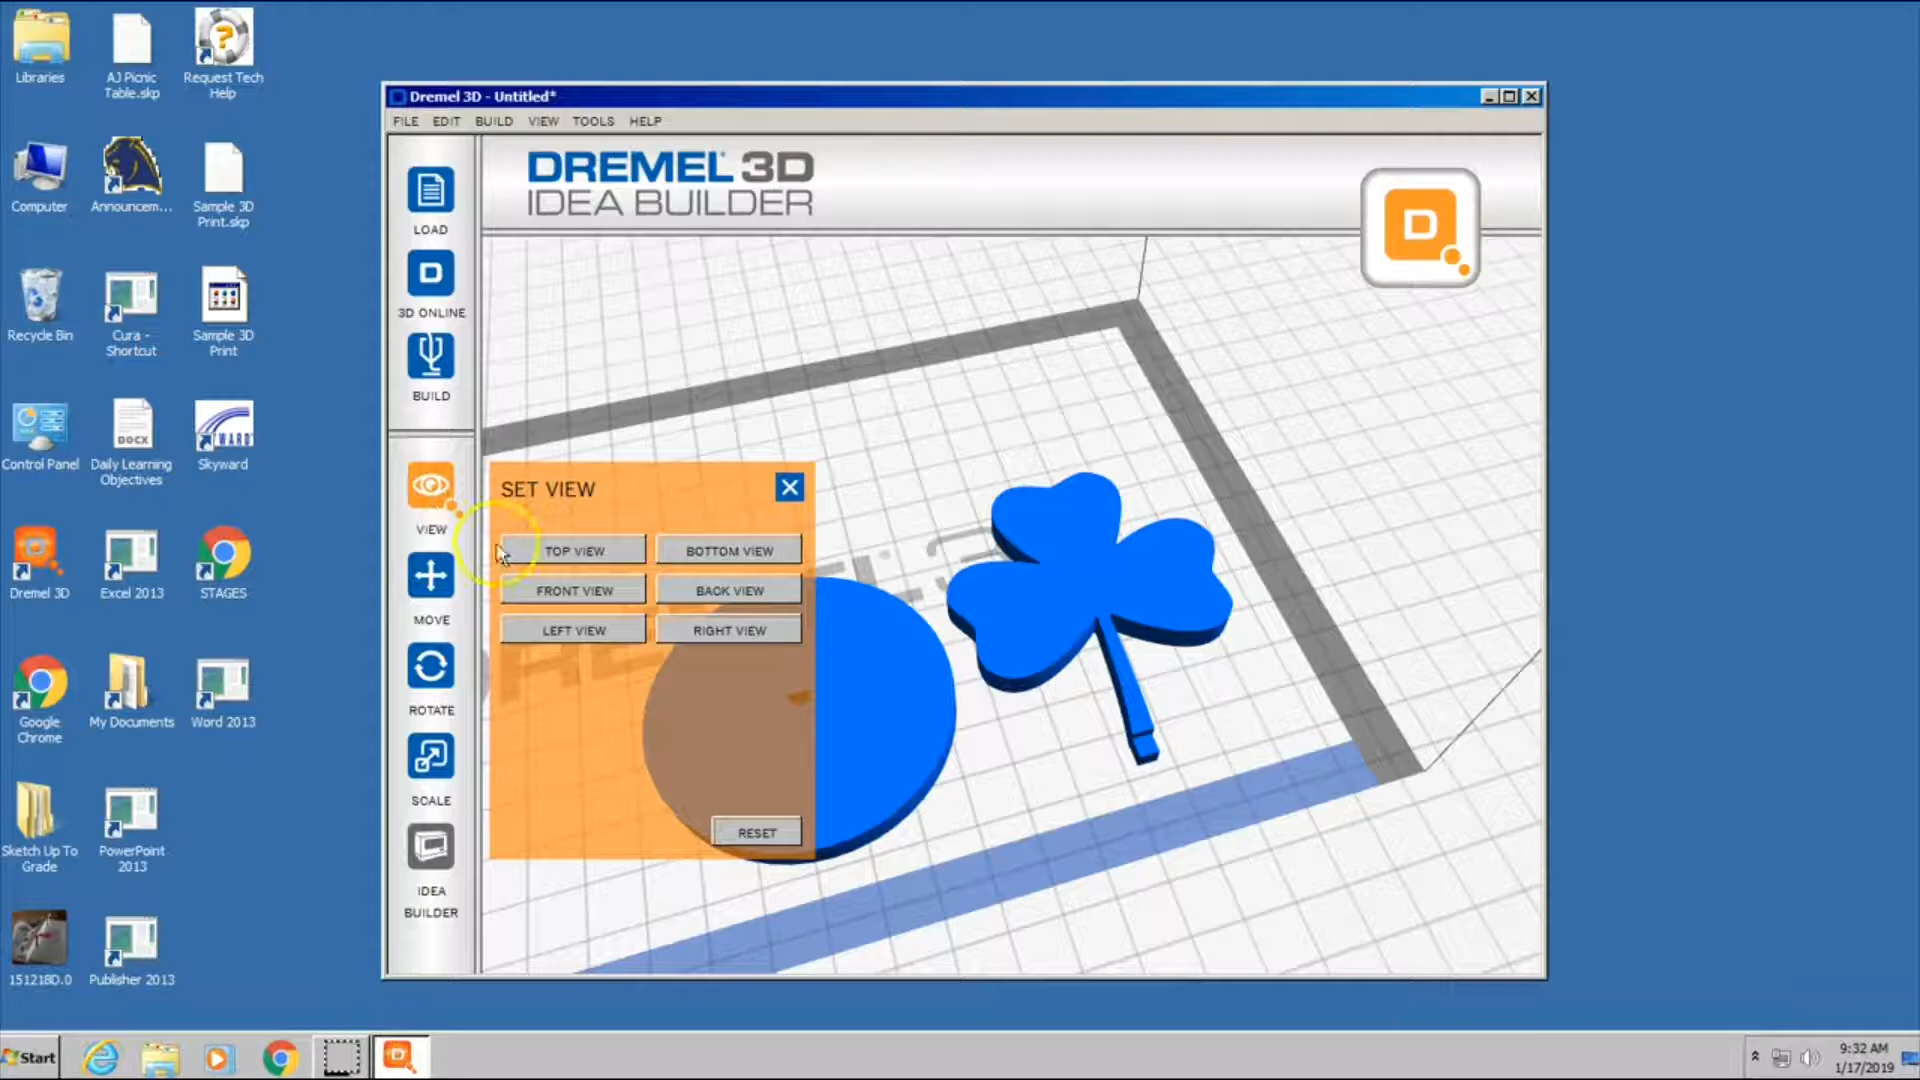 Libraries
AJ Picnic
Table.skp
Request Tech
Help
Computer
Announcem...
Sample 3D
Print.skp
Recycle Bin
Cura -
Shortcut
Sample 3D
Print
Control Panel
DOCX
Daily Learning
Objectives
WARD
Skyward
Dremel 3D
Excel 2013
STAGES
Google
Chrome
My Documents
Word 2013
Sketch Up To
Grade
PowerPoint
2013
151218D.0
Publisher 2013
Dremel 3D - Untitled*
FILE EDIT BUILD VIEW TOOLS HELP
DREMEL 3D
IDEA BUILDER
D
LOAD
D
3D ONLINE
BUILD
VIEW
MOVE
ROTATE
SCALE
IDEA
BUILDER
SET VIEW
TOP VIEW BOTTOM VIEW
FRONT VIEW BACK VIEW
LEFT VIEW RIGHT VIEW
RESET
Start
9:32 AM
1/17/2019